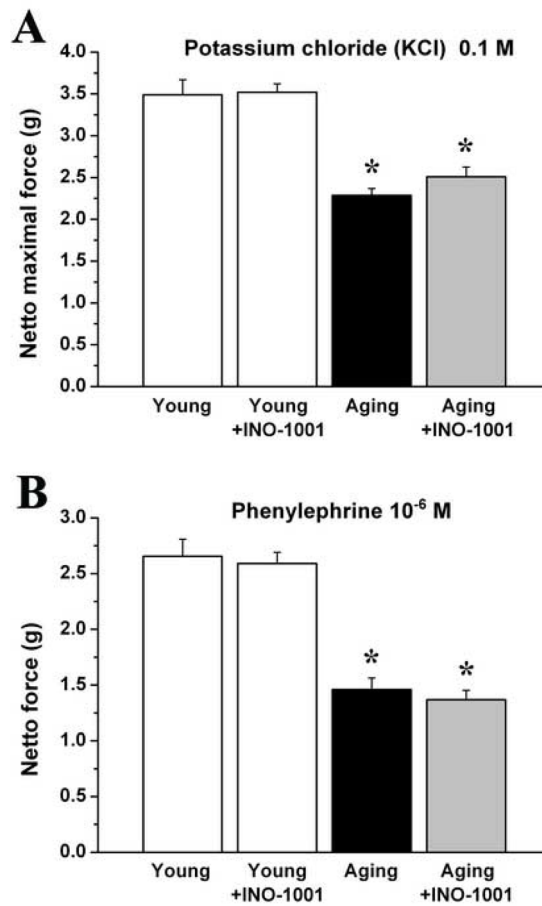 A
Potassium chloride (KCl) 0.1 M
Netto maximal force (g)
4.0
3.5
3.0
2.5
2.0
1.5
1.0
0.5
0.0
*
*
Young
Young
+INO-1001
Aging
Aging
+INO-1001
B
Phenylephrine 10⁻⁶ M
Netto force (g)
3.0
2.5
2.0
1.5
1.0
0.5
0.0
*
*
Young
Young
+INO-1001
Aging
Aging
+INO-1001